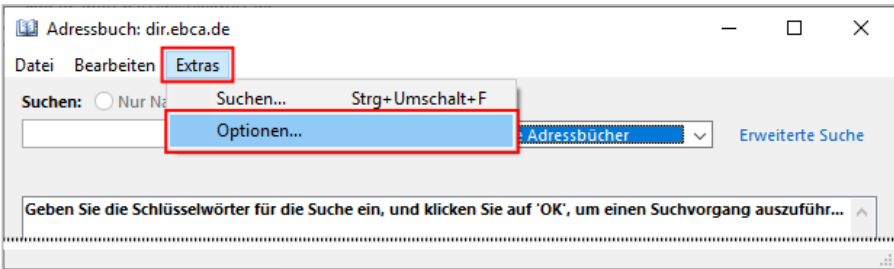 Adressbuch: dir.ebca.de
Datei Bearbeiten Extras
Suchen: Nur Suchen... Strg+Umschalt+F
Optionen... Adressbücher Erweiterte Suche
Geben Sie die Schlüsselwörter für die Suche ein, und klicken Sie auf 'OK', um einen Suchvorgang auszuführ...